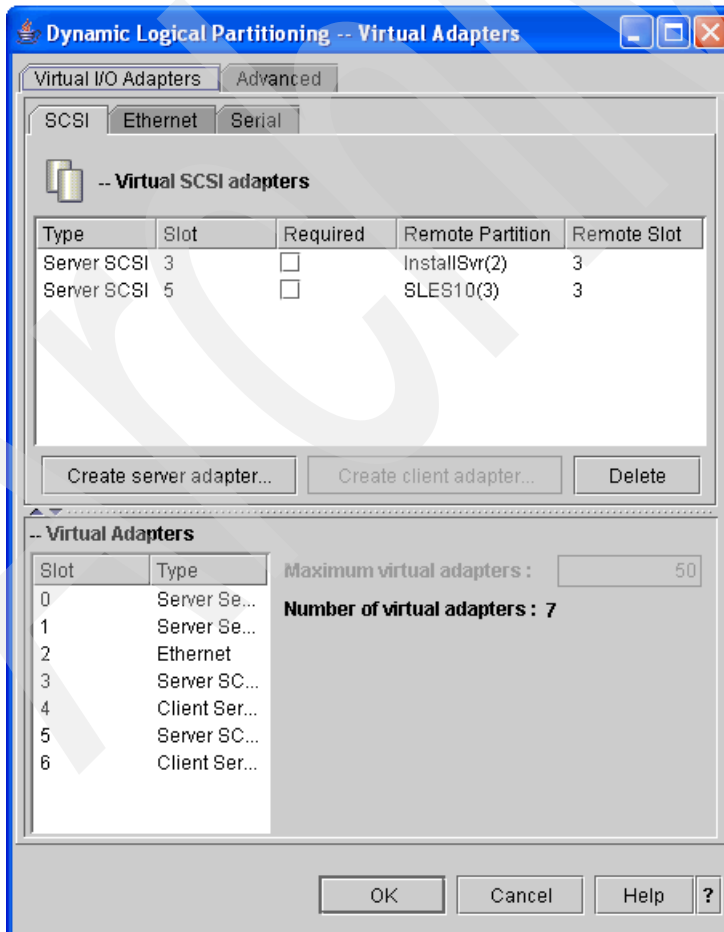 Dynamic Logical Partitioning -- Virtual Adapters
Virtual I/O Adapters Advanced
SCSI Ethernet Serial
-- Virtual SCSI adapters
Type Slot Required Remote Partition Remote Slot
Server SCSI 3 InstallSvr(2) 3
Server SCSI 5 SLES10(3) 3
Create server adapter... Create client adapter... Delete
-- Virtual Adapters
Slot Type Maximum virtual adapters : 50
0 Server Se... Number of virtual adapters : 7
1 Server Se...
2 Ethernet
3 Server SC...
4 Client Ser...
5 Server SC...
6 Client Ser...
OK Cancel Help ?